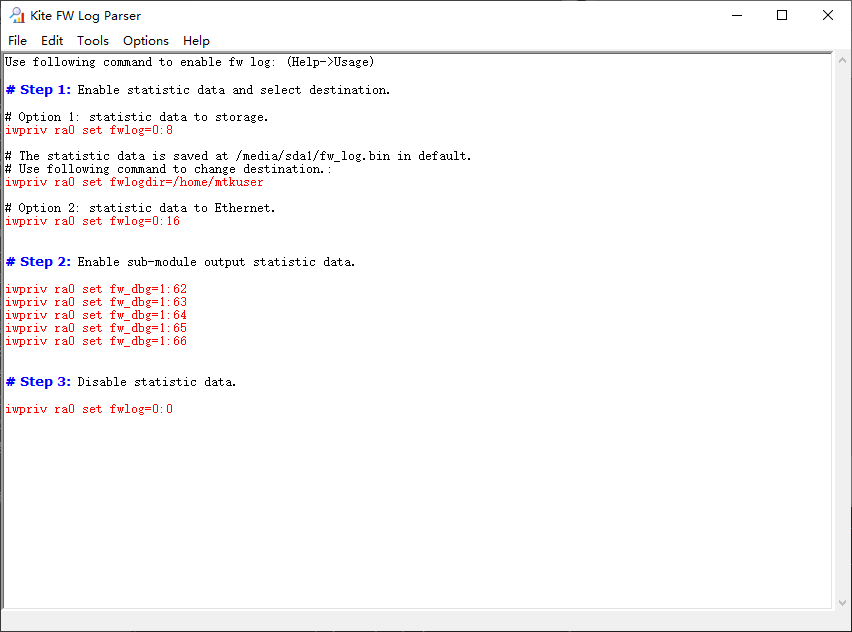 Kite FW Log Parser
File Edit Tools Options Help
Use following command to enable fw log: (Help->Usage)
# Step 1: Enable statistic data and select destination.
# Option 1: statistic data to storage.
iwpriv ra0 set fwlog=0:8
# The statistic data is saved at /media/sda1/fw_log.bin in default.
# Use following command to change destination.:
iwpriv ra0 set fwlogdir=/home/mtkuser
# Option 2: statistic data to Ethernet.
iwpriv ra0 set fwlog=0:16
# Step 2: Enable sub-module output statistic data.
iwpriv ra0 set fw_dbg=1:62
iwpriv ra0 set fw_dbg=1:63
iwpriv ra0 set fw_dbg=1:64
iwpriv ra0 set fw_dbg=1:65
iwpriv ra0 set fw_dbg=1:66
# Step 3: Disable statistic data.
iwpriv ra0 set fwlog=0:0